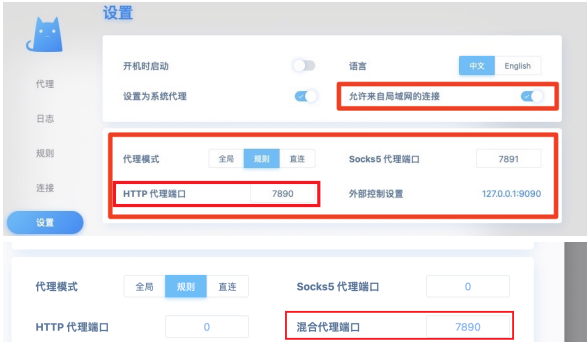 设置
开机时启动 语言 中文 English
代理 设置为系统代理 允许来自局域网的连接
日志
规则 代理模式 全局 规则 直连 Socks5 代理端口 7891
连接 HTTP 代理端口 7890 外部控制设置 127.0.0.1:9090
设置
代理模式 全局 规则 直连 Socks5 代理端口 0
HTTP 代理端口 0 混合代理端口 7890